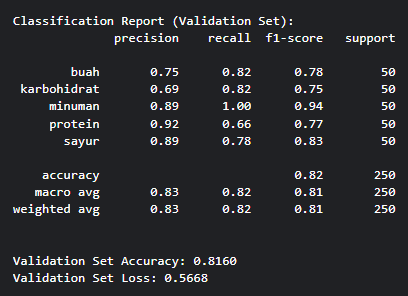 Classification Report (Validation Set):
precision recall f1-score support
buah 0.75 0.82 0.78 50
karbohidrat 0.69 0.82 0.75 50
minuman 0.89 1.00 0.94 50
protein 0.92 0.66 0.77 50
sayur 0.89 0.78 0.83 50
accuracy 0.82 250
macro avg 0.83 0.82 0.81 250
weighted avg 0.83 0.82 0.81 250
Validation Set Accuracy: 0.8160
Validation Set Loss: 0.5668